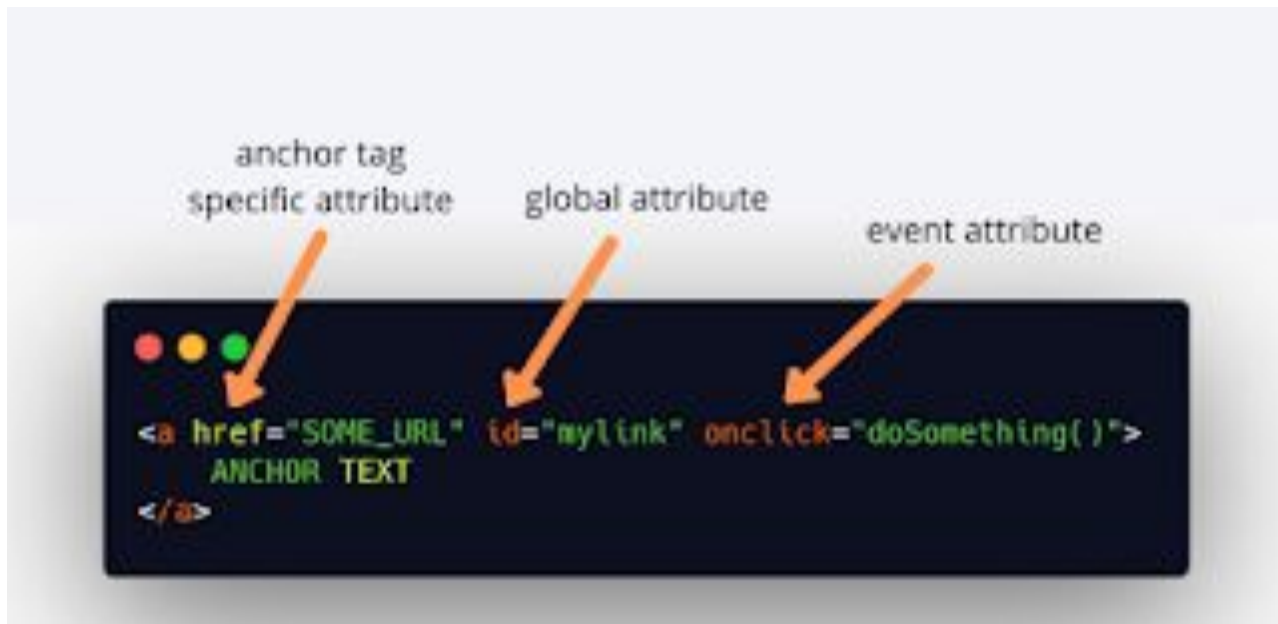 anchor tag
specific attribute
global attribute
event attribute
<a href="SOME_URL" id="mylink" onclick="doSomething()">
ANCHOR TEXT
</a>